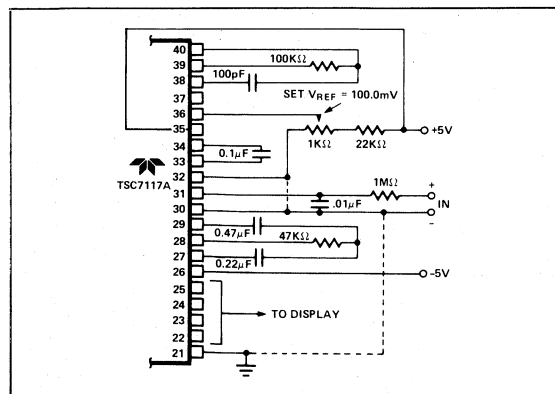 40
39
100KΩ
38
100pF
37
SET VREF = 100.0mV
36
35
+5V
34
1KΩ
22KΩ
0.1μF
33
TSC7117A
32
1MΩ
+
31
.01μF
IN
30
-
29
0.47μF
28
47KΩ
27
0.22μF
26
-5V
25
24
TO DISPLAY
23
22
21